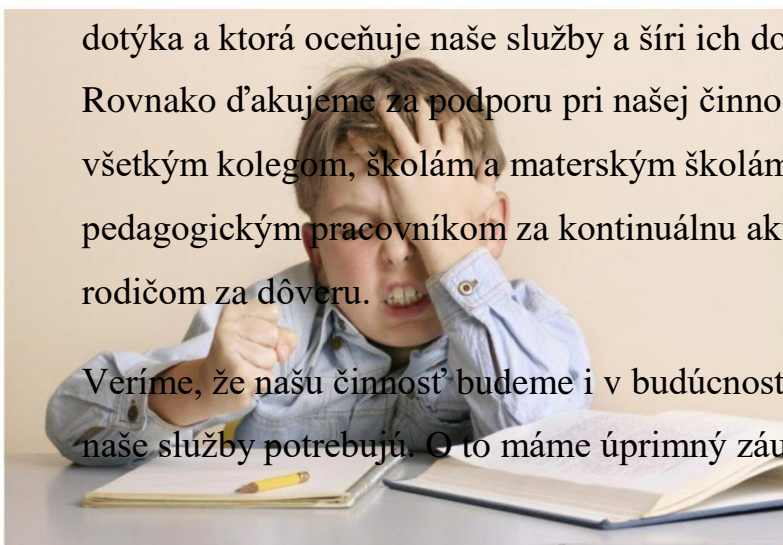 dotýka a ktorá oceňuje naše služby a šíri ich do
Rovnako ďakujeme za podporu pri našej činno
všetkým kolegom, školám a materským školám
pedagogickým pracovníkom za kontinuálnu ak
rodičom za dôveru.
Veríme, že našu činnosť budeme i v budúcnost
naše služby potrebujú. O to máme úprimný záu